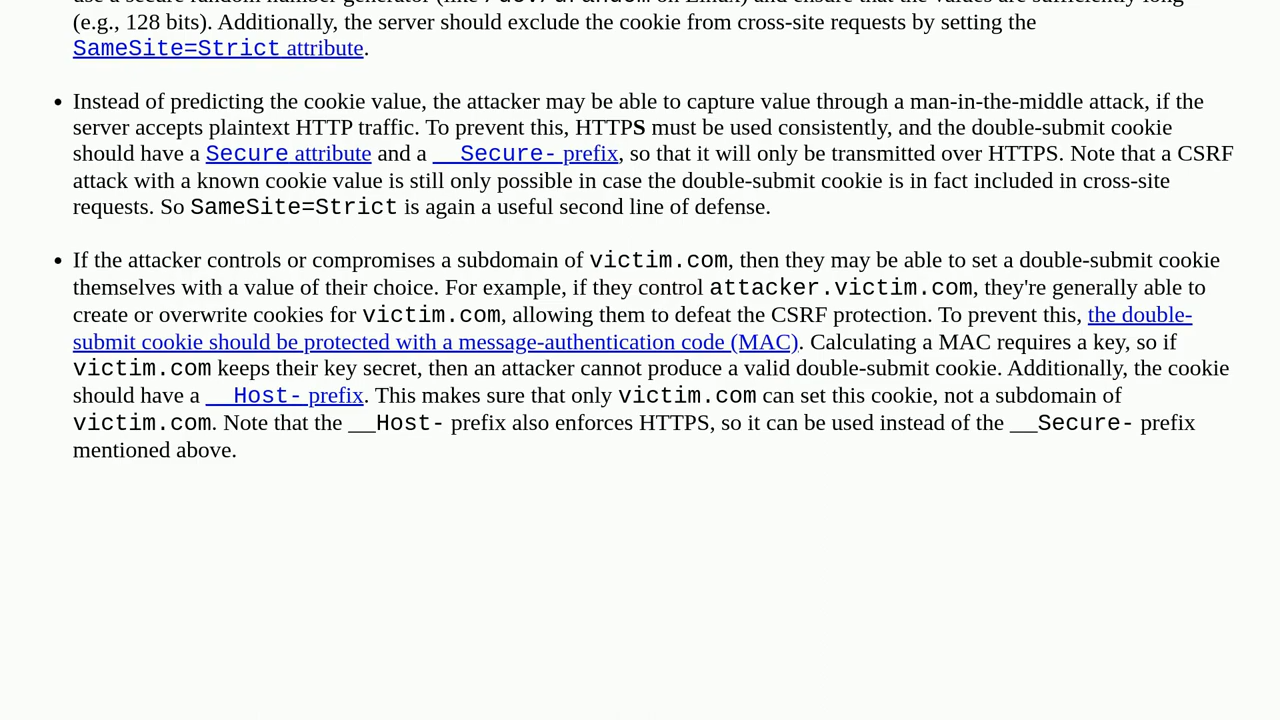 (e.g., 128 bits). Additionally, the server should exclude the cookie from cross-site requests by setting the
SameSite=Strict attribute.
• Instead of predicting the cookie value, the attacker may be able to capture value through a man-in-the-middle attack, if the
server accepts plaintext HTTP traffic. To prevent this, HTTPS must be used consistently, and the double-submit cookie
should have a Secure attribute and a __Secure- prefix, so that it will only be transmitted over HTTPS. Note that a CSRF
attack with a known cookie value is still only possible in case the double-submit cookie is in fact included in cross-site
requests. So SameSite=Strict is again a useful second line of defense.
• If the attacker controls or compromises a subdomain of victim.com, then they may be able to set a double-submit cookie
themselves with a value of their choice. For example, if they control attacker.victim.com, they're generally able to
create or overwrite cookies for victim.com, allowing them to defeat the CSRF protection. To prevent this, the double-
submit cookie should be protected with a message-authentication code (MAC). Calculating a MAC requires a key, so if
victim.com keeps their key secret, then an attacker cannot produce a valid double-submit cookie. Additionally, the cookie
should have a __Host- prefix. This makes sure that only victim.com can set this cookie, not a subdomain of
victim.com. Note that the __Host- prefix also enforces HTTPS, so it can be used instead of the __Secure- prefix
mentioned above.